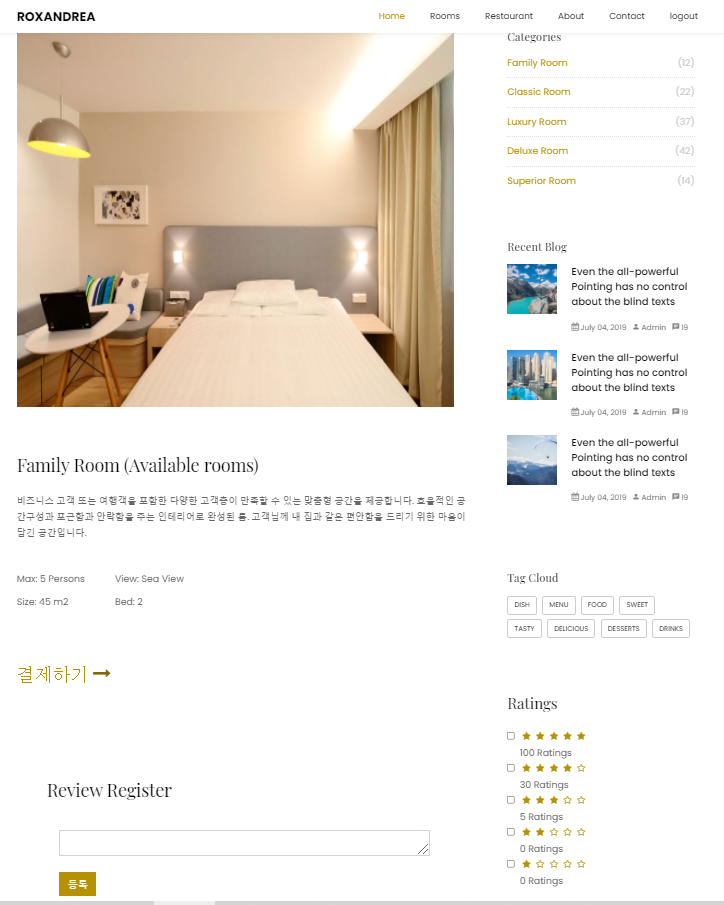 ROXANDREA
Home Rooms Restaurant About Contact logout
Family Room (Available rooms)
비즈니스 고객 또는 여행객을 포함한 다양한 고객층이 만족할 수 있는 맞춤형 공간을 제공합니다. 효율적인 공
간구성과 포근함과 안락함을 주는 인테리어로 완성된 룸. 고객님께 내 집과 같은 편안함을 드리기 위한 마음이
담긴 공간입니다.
Max: 5 Persons View: Sea View
Size: 45 m2 Bed: 2
결제하기
Review Register
등록
Categories
Family Room (12)
Classic Room (22)
Luxury Room (37)
Deluxe Room (42)
Superior Room (14)
Recent Blog
Even the all-powerful
Pointing has no control
about the blind texts
July 04, 2019 Admin 19
Even the all-powerful
Pointing has no control
about the blind texts
July 04, 2019 Admin 19
Even the all-powerful
Pointing has no control
about the blind texts
July 04, 2019 Admin 19
Tag Cloud
DISH MENU FOOD SWEET
TASTY DELICIOUS DESSERTS DRINKS
Ratings
100 Ratings
30 Ratings
5 Ratings
0 Ratings
0 Ratings